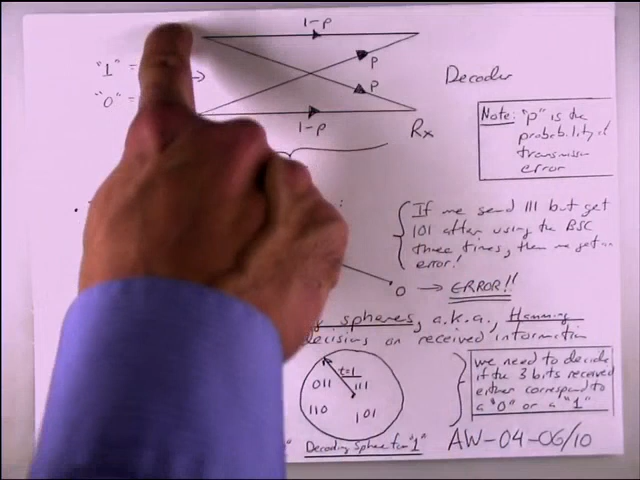 1-p
"1" =
p
Decoder
"0" =
p
1-p
Rx
Note: "p" is the
probability of
transmission
error
If we send 111 but get
101 after using the BSC
three times, then we get an
error!
0 → ERROR!!
spheres, a.k.a., Hamming
decisions on received information
t=1
011 111
110 101
we need to decide
if the 3 bits received
either correspond to
a "0" or a "1"
" Decoding Sphere for "1"
AW-04-06/10